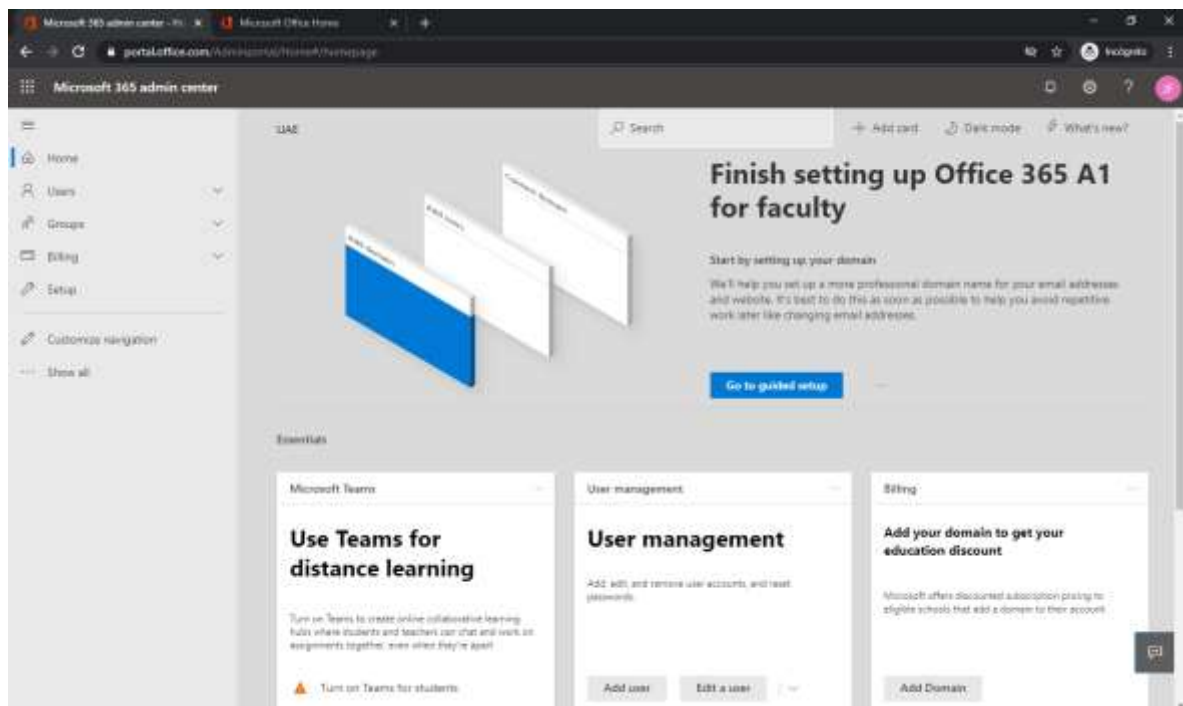 Microsoft 365 admin center
Microsoft Office Home
portal.office.com/
Incognito
Microsoft 365 admin center
UAE
Search
Add card
Dark mode
What's new?
Home
Users
Groups
Billing
Setup
Customize navigation
Show all
Add domain
Add users
Connect domain
Finish setting up Office 365 A1
for faculty
Start by setting up your domain
We'll help you set up a more professional domain name for your email addresses
and website. It's best to do this as soon as possible to help you avoid repetitive
work later like changing email addresses.
Go to guided setup
Essentials
Microsoft Teams
Use Teams for
distance learning
Turn on Teams to create online collaborative learning
hubs where students and teachers can chat and work on
assignments together, even when they're apart
Turn on Teams for students
User management
User management
Add, edit, and remove user accounts, and reset
passwords.
Add user
Edit a user
Billing
Add your domain to get your
education discount
Microsoft offers discounted subscription pricing to
eligible schools that add a domain to their account
Add Domain